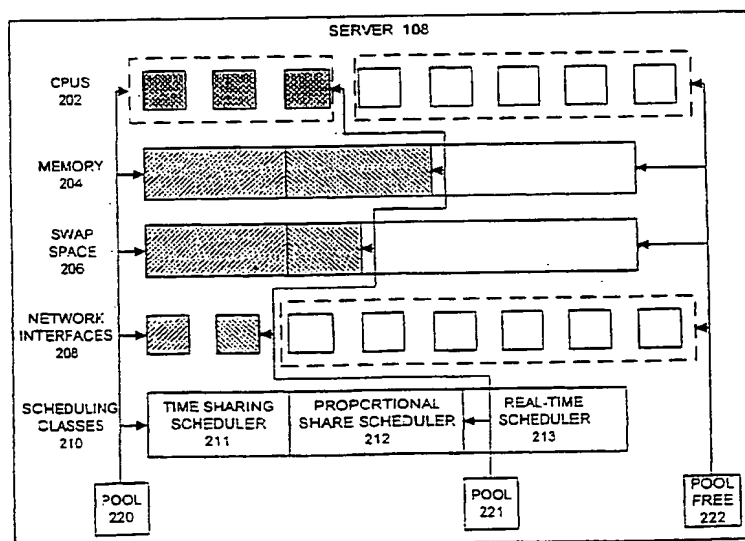 SERVER 108
CPUS
202
MEMORY
204
SWAP
SPACE
206
NETWORK
INTERFACES
208
SCHEDULING
CLASSES
210
TIME SHARING
SCHEDULER
211
PROPORTIONAL
SHARE SCHEDULER
212
REAL-TIME
SCHEDULER
213
POOL
220
POOL
221
POOL
FREE
222